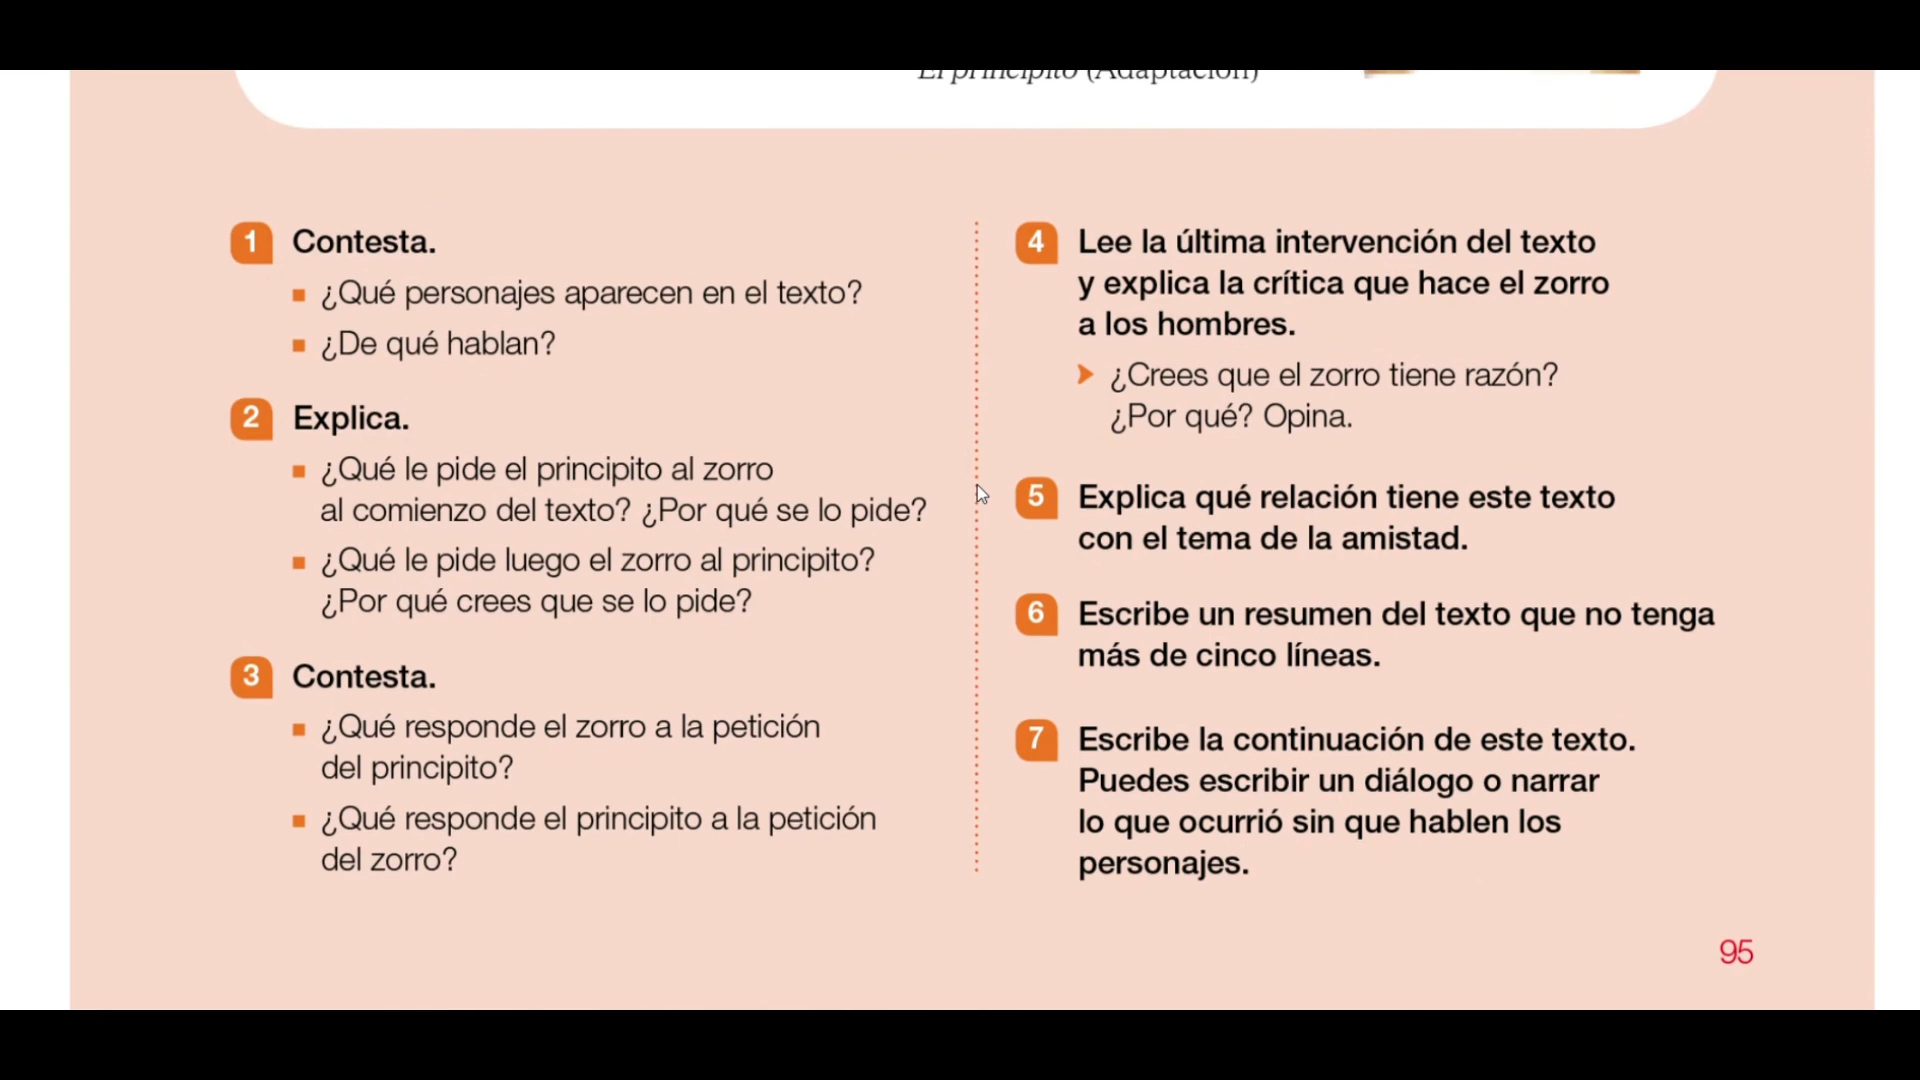 El principito (Adaptación)
1 Contesta.
¿Qué personajes aparecen en el texto?
¿De qué hablan?
2 Explica.
¿Qué le pide el principito al zorro
al comienzo del texto? ¿Por qué se lo pide?
¿Qué le pide luego el zorro al principito?
¿Por qué crees que se lo pide?
3 Contesta.
¿Qué responde el zorro a la petición
del principito?
¿Qué responde el principito a la petición
del zorro?
4 Lee la última intervención del texto
y explica la crítica que hace el zorro
a los hombres.
¿Crees que el zorro tiene razón?
¿Por qué? Opina.
5 Explica qué relación tiene este texto
con el tema de la amistad.
6 Escribe un resumen del texto que no tenga
más de cinco líneas.
7 Escribe la continuación de este texto.
Puedes escribir un diálogo o narrar
lo que ocurrió sin que hablen los
personajes.
95